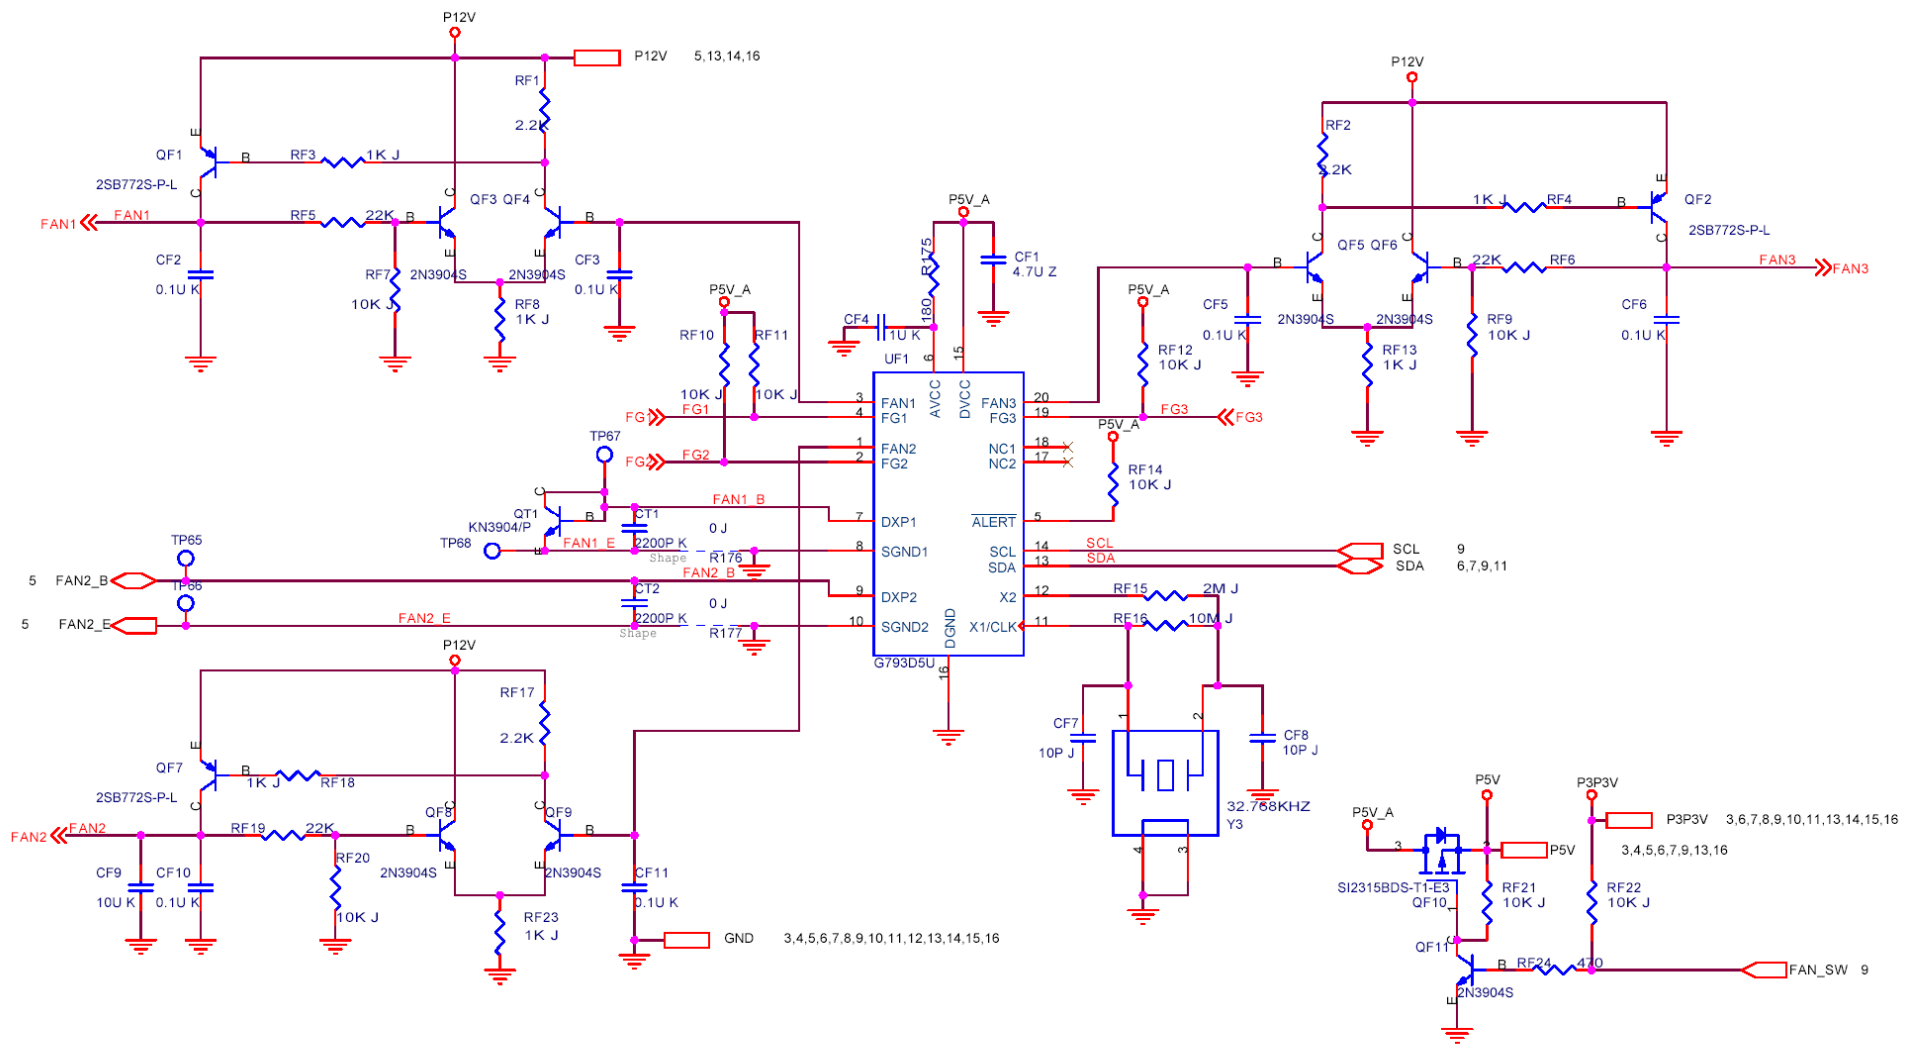 P12V
P12V 5,13,14,16
RF1
2.2K
E
QF1
B
RF3
1K J
2SB772S-P-L
C
FAN1
FAN1
RF5
22K
B
C
QF3
QF4
C
B
E
E
2N3904S
2N3904S
CF2
0.1U K
RF7
10K J
RF8
1K J
CF3
0.1U K
P5V_A
R175
180
CF1
4.7U Z
CF4
1U K
UF1
6
15
P5V_A
RF10
RF11
10K J
10K J
P12V
RF2
2.2K
E
1K J
RF4
B
QF2
2SB772S-P-L
C
C
QF5
QF6
C
B
B
22K
RF6
FAN3
FAN3
E
E
2N3904S
2N3904S
CF5
0.1U K
RF13
1K J
RF9
10K J
CF6
0.1U K
P5V_A
RF12
10K J
AVCC
DVCC
3
FAN1
FAN3
20
FG1
FG1
4
FG1
FG3
19
FG3
FG3
1
FAN2
NC1
18
FG2
FG2
2
FG2
NC2
17
P5V_A
RF14
10K J
TP67
C
QT1
B
KN3904/P
E
FAN1_B
CT1
2200P K
0 J
7
DXP1
ALERT
5
TP68
FAN1_E
Shape
R176
8
SGND1
SCL
14
SCL
SCL 9
SDA
13
SDA
SDA 6,7,9,11
TP65
5 FAN2_B
TP66
FAN2_B
CT2
2200P K
0 J
9
DXP2
X2
12
RF15
2M J
5 FAN2_E
FAN2_E
Shape
R177
10
SGND2
X1/CLK
11
RF16
10M J
DGND
G793D5U
16
P12V
RF17
2.2K
E
QF7
B
1K J
RF18
2SB772S-P-L
C
FAN2
FAN2
RF19
22K
B
C
QF8
C
QF9
B
E
E
2N3904S
2N3904S
CF9
10U K
CF10
0.1U K
RF20
10K J
RF23
1K J
CF11
0.1U K
GND 3,4,5,6,7,8,9,10,11,12,13,14,15,16
CF7
10P J
1
2
CF8
10P J
32.768KHZ
Y3
4
3
P5V_A
3
P5V
2
P5V 3,4,5,6,7,9,13,16
P3P3V
P3P3V 3,6,7,8,9,10,11,13,14,15,16
SI2315BDS-T1-E3
QF10
1
RF21
10K J
RF22
10K J
C
QF11
B
RF24
470
FAN_SW 9
2N3904S
E